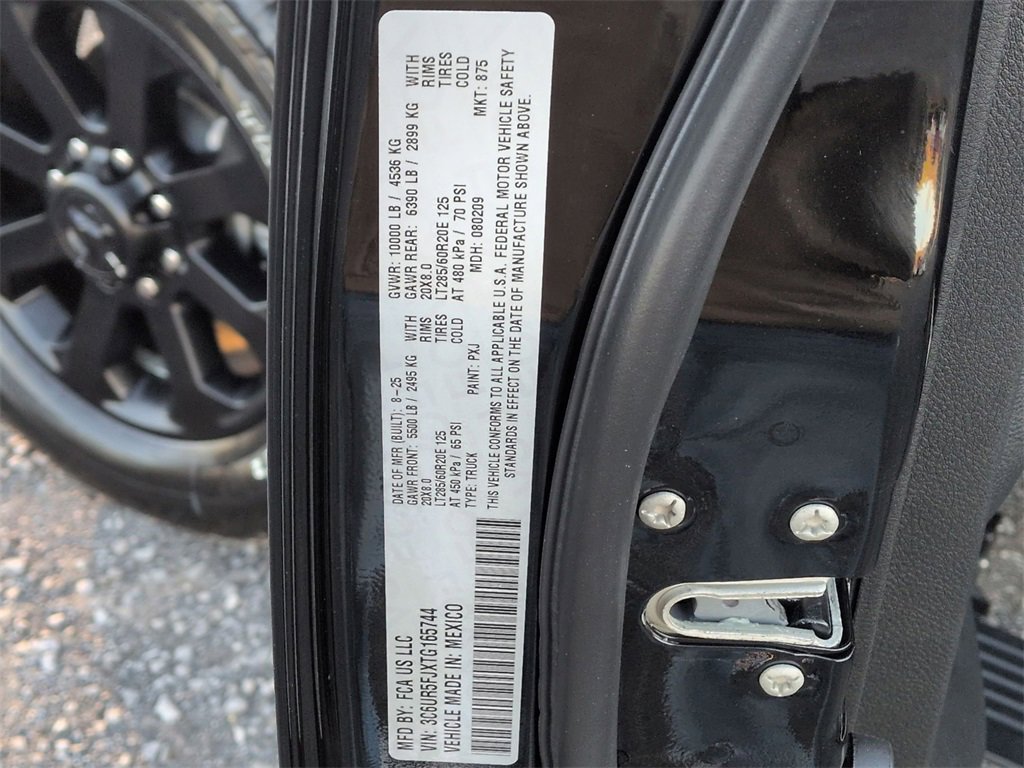 MFD BY: FCA US LLC
DATE OF MFR (BUILT): 8-25
GVWR: 10000 LB / 4536 KG
GAWR FRONT: 5500 LB / 2495 KG WITH
GAWR REAR: 6390 LB / 2899 KG WITH
20X8.0 RIMS
20X8.0 RIMS
LT285/60R20E 125 TIRES
LT285/60R20E 125 TIRES
AT 450 kPa / 65 PSI COLD
AT 480 kPa / 70 PSI COLD
VIN: 3C6UR5FJXTG165744
TYPE: TRUCK
PAINT: PXJ
MDH: 080209
MKT: 875
VEHICLE MADE IN: MEXICO
THIS VEHICLE CONFORMS TO ALL APPLICABLE U.S.A. FEDERAL MOTOR VEHICLE SAFETY
STANDARDS IN EFFECT ON THE DATE OF MANUFACTURE SHOWN ABOVE.